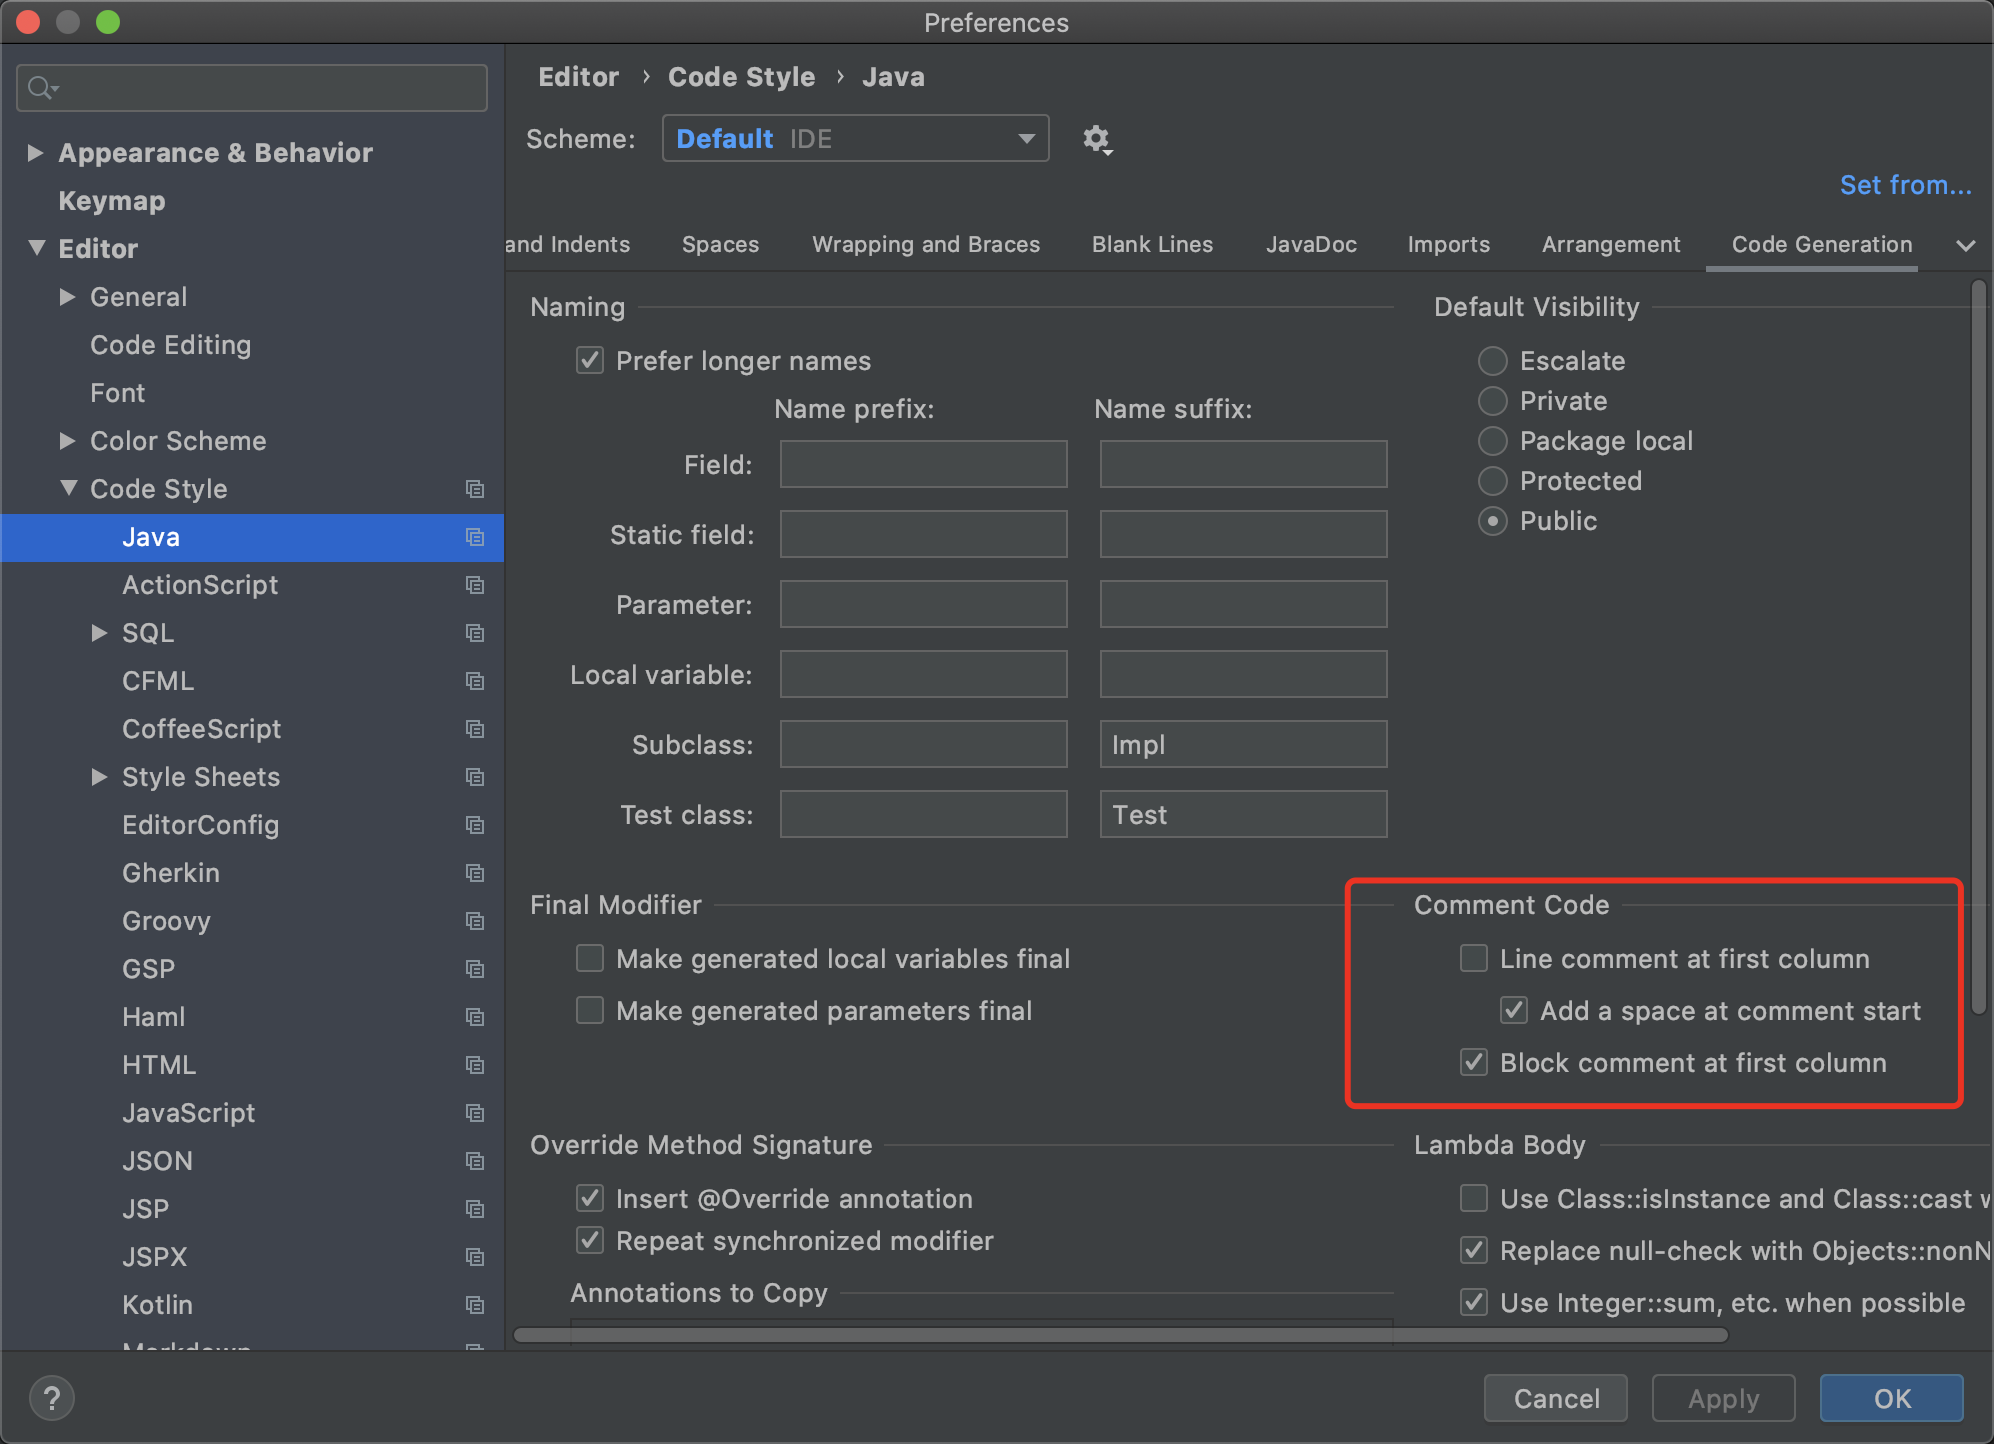 Preferences
Appearance & Behavior
Keymap
Editor
General
Code Editing
Font
Color Scheme
Code Style
Java
ActionScript
SQL
CFML
CoffeeScript
Style Sheets
EditorConfig
Gherkin
Groovy
GSP
Haml
HTML
JavaScript
JSON
JSP
JSPX
Kotlin
Markdown
Editor › Code Style › Java
Scheme: Default IDE
Set from...
and Indents Spaces Wrapping and Braces Blank Lines JavaDoc Imports Arrangement Code Generation
Naming
Prefer longer names
Name prefix: Name suffix:
Field:
Static field:
Parameter:
Local variable:
Subclass: Impl
Test class: Test
Default Visibility
Escalate
Private
Package local
Protected
Public
Final Modifier
Make generated local variables final
Make generated parameters final
Comment Code
Line comment at first column
Add a space at comment start
Block comment at first column
Override Method Signature
Insert @Override annotation
Repeat synchronized modifier
Annotations to Copy
Lambda Body
Use Class::isInstance and Class::cast w
Replace null-check with Objects::nonN
Use Integer::sum, etc. when possible
?
Cancel Apply OK